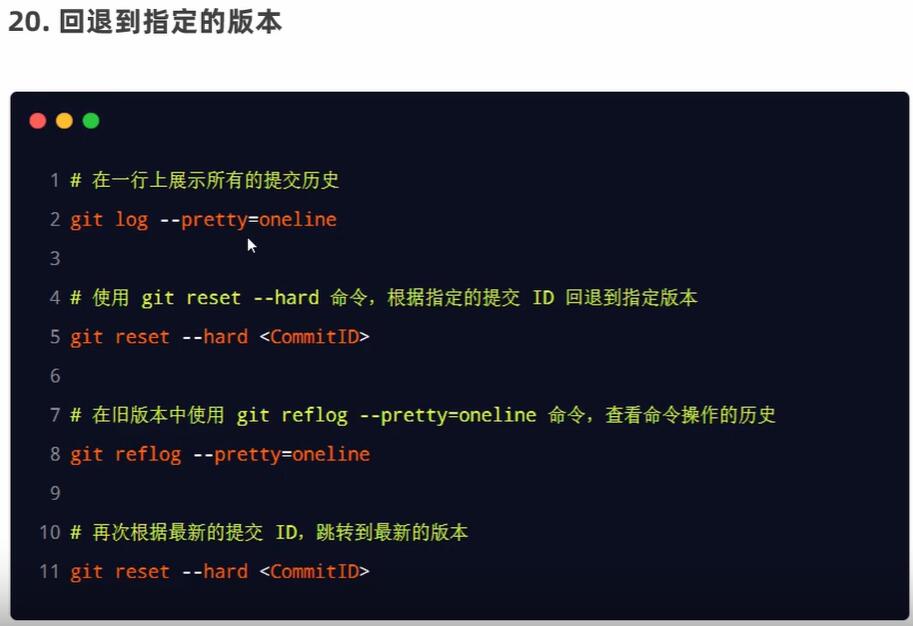 20. 回退到指定的版本
1 # 在一行上展示所有的提交历史
2 git log --pretty=oneline
3
4 # 使用 git reset --hard 命令，根据指定的提交 ID 回退到指定版本
5 git reset --hard <CommitID>
6
7 # 在旧版本中使用 git reflog --pretty=oneline 命令，查看命令操作的历史
8 git reflog --pretty=oneline
9
10 # 再次根据最新的提交 ID，跳转到最新的版本
11 git reset --hard <CommitID>